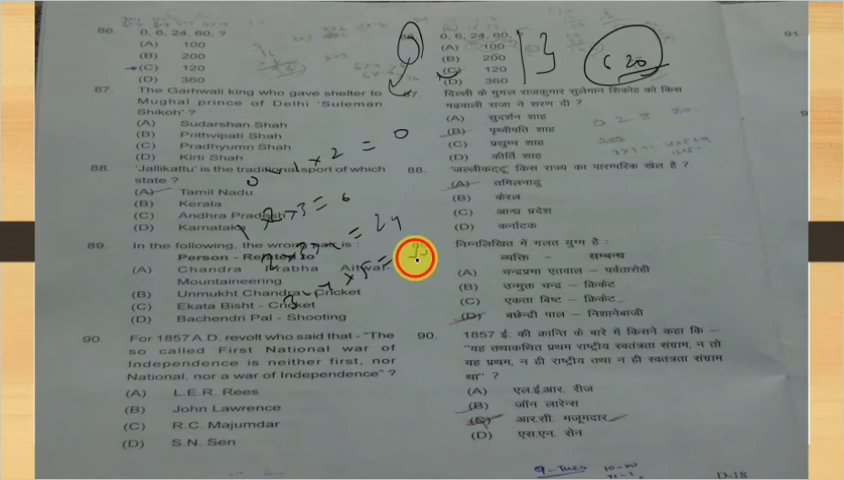 86. 0, 6, 24, 60, ?
(A) 100
(B) 200
(C) 120
(D) 360
87. The Garhwali king who gave shelter to
Mughal prince of Delhi 'Suleman
Shikoh' ?
(A) Sudarshan Shah
(B) Prithvipati Shah
(C) Pradhyumn Shah
(D) Kirti Shah
88. 'Jallikattu' is the traditional sport of which
state ?
(A) Tamil Nadu
(B) Kerala
(C) Andhra Pradesh
(D) Karnataka
89. In the following, the wrong pair is :
Person - Related to
(A) Chandra Prabha Aitwal-
Mountaineering
(B) Unmukht Chandra - Cricket
(C) Ekata Bisht - Cricket
(D) Bachendri Pal - Shooting
90. For 1857 A.D. revolt who said that - "The
so called First National war of
Independence is neither first, nor
National, nor a war of Independence" ?
(A) L.E.R. Rees
(B) John Lawrence
(C) R.C. Majumdar
(D) S.N. Sen
0, 6, 24, 60,
(A) 100
(B) 200
(C) 120
(D) 360
87. दिल्ली के मुगल राजकुमार सुलेमान शिकोह को किस
गढवाली राजा ने सरण दी ?
(A) सुदर्शन शाह
(B) पृथ्वीपति शाह
(C) प्रद्युम्न शाह
(D) कीर्ति शाह
88. 'जल्लीकट्टू' किस राज्य का पारम्परिक खेल है ?
(A) तमिलनाडु
(B) केरल
(C) आन्ध्र प्रदेश
(D) कर्नाटक
निम्नलिखित में गलत युग्म है :
व्यक्ति - सम्बन्ध
(A) चन्द्रप्रभा एतवाल - पर्वतारोही
(B) उन्मुक्त चन्द - क्रिकेट
(C) एकता बिष्ट - क्रिकेट
(D) बछेन्द्री पाल - निशानेबाजी
90. 1857 ई. की क्रान्ति के बारे में किसने कहा कि -
"यह तथाकथित प्रथम राष्ट्रीय स्वतंत्रता संग्राम, न तो
यह प्रथम, न ही राष्ट्रीय तथा न ही स्वतंत्रता संग्राम
था" ?
(A) एल.ई.आर. रीज
(B) जॉन लारेन्स
(C) आर.सी. मजूमदार
(D) एस.एन. सेन
91
D-18